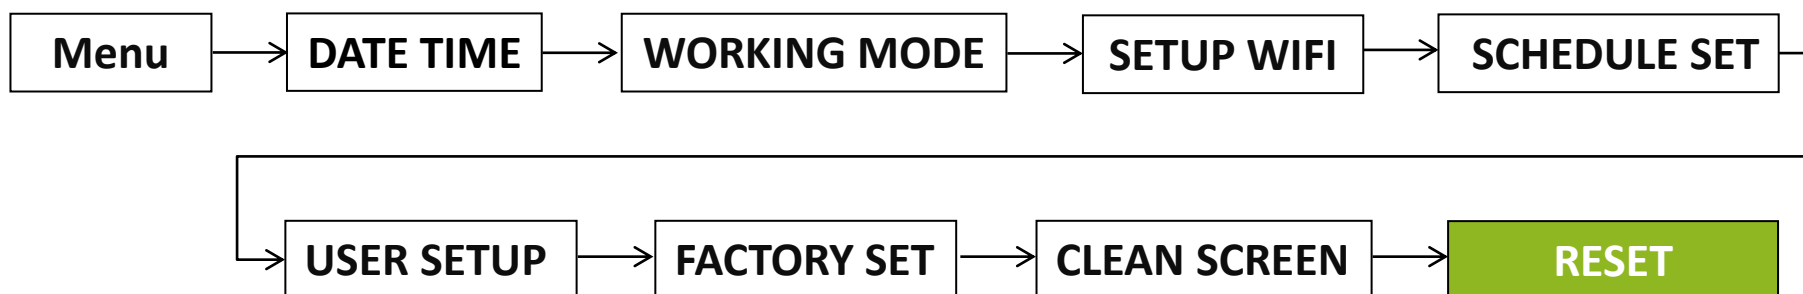 Menu DATE TIME WORKING MODE SETUP WIFI SCHEDULE SET
USER SETUP FACTORY SET CLEAN SCREEN RESET